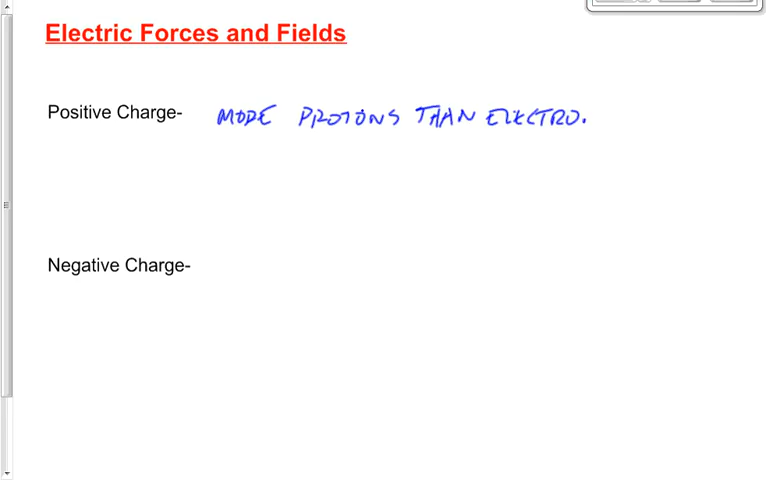 Electric Forces and Fields
Positive Charge- MORE PROTONS THAN ELECTRO.
Negative Charge-